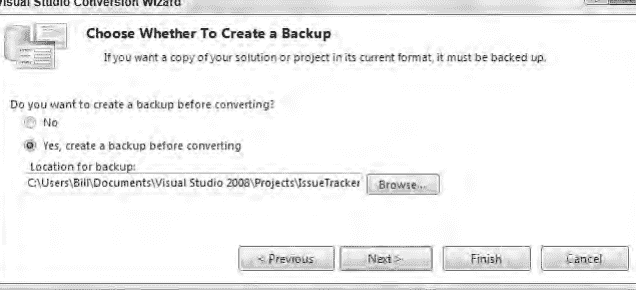 Visual Studio Conversion Wizard
Choose Whether To Create a Backup
If you want a copy of your solution or project in its current format, it must be backed up.
Do you want to create a backup before converting?
No
Yes, create a backup before converting
Location for backup:
C:\Users\Bill\Documents\Visual Studio 2008\Projects\IssueTracker
Browse...
< Previous
Next >
Finish
Cancel